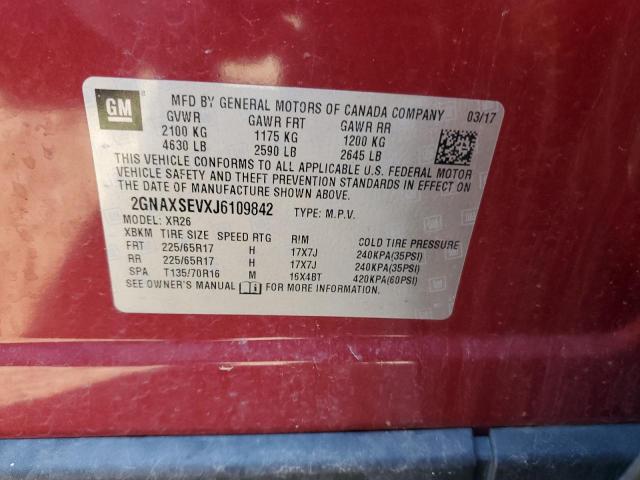 GM
MFD BY GENERAL MOTORS OF CANADA COMPANY 03/17
GVWR GAWR FRT GAWR RR
2100 KG 1175 KG 1200 KG
4630 LB 2590 LB 2645 LB
THIS VEHICLE CONFORMS TO ALL APPLICABLE U.S. FEDERAL MOTOR
VEHICLE SAFETY AND THEFT PREVENTION STANDARDS IN EFFECT ON
THE DATE OF MANUFACTURE SHOWN ABOVE.
2GNAXSEVXJ6109842 TYPE: M.P.V.
MODEL: XR26
XBKM TIRE SIZE SPEED RTG RIM COLD TIRE PRESSURE
FRT 225/65R17 H 17X7J 240KPA(35PSI)
RR 225/65R17 H 17X7J 240KPA(35PSI)
SPA T135/70R16 M 16X4BT 420KPA(60PSI)
SEE OWNER'S MANUAL FOR MORE INFORMATION.